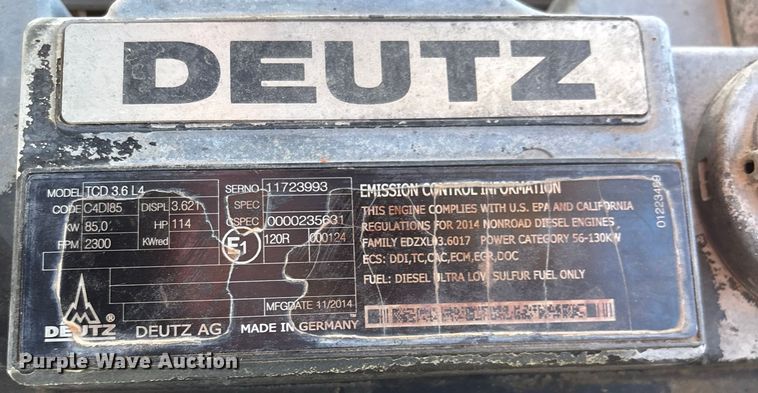 DEUTZ
MODEL TCD 3.6 L4
CODE C4DI85 DISPL 3.621
KW 85,0 HP 114
RPM 2300 KWred
SERNO 11723993
SPEC
GSPEC 0000235631
E1 120R 000124
MFGDATE 11/2014
DEUTZ ® DEUTZ AG MADE IN GERMANY
EMISSION CONTROL INFORMATION
THIS ENGINE COMPLIES WITH U.S. EPA AND CALIFORNIA
REGULATIONS FOR 2014 NONROAD DIESEL ENGINES
FAMILY EDZXL03.6017 POWER CATEGORY 56-130KW
ECS: DDI,TC,CAC,ECM,EGR,DOC
FUEL: DIESEL ULTRA LOW SULFUR FUEL ONLY
Purple Wave Auction